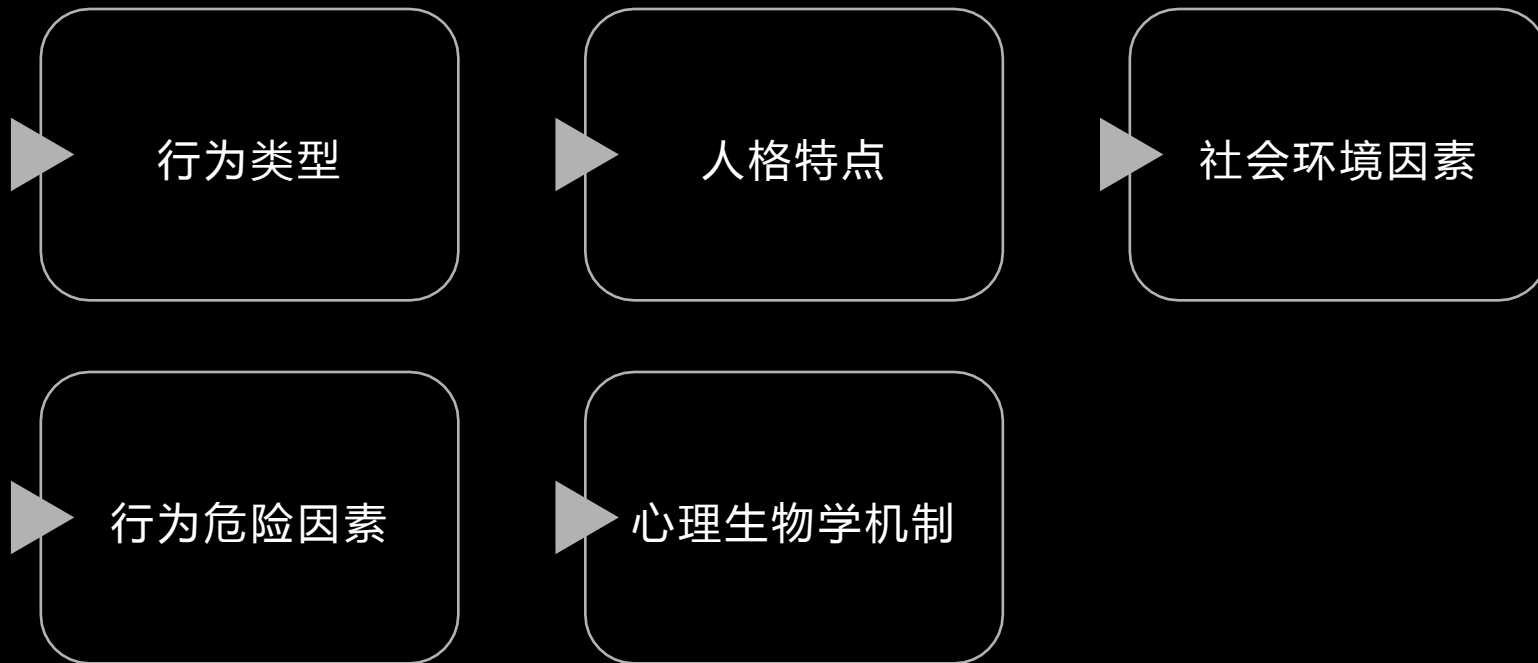 行为类型
人格特点
社会环境因素
行为危险因素
心理生物学机制